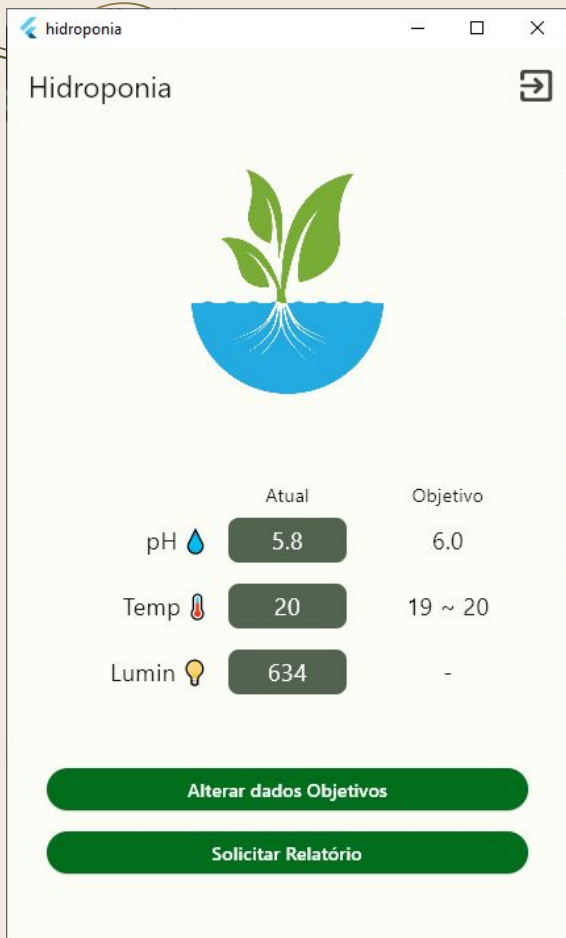 hidroponia
Hidroponia
Atual Objetivo
pH 5.8 6.0
Temp 20 19 ~ 20
Lumin 634 -
Alterar dados Objetivos
Solicitar Relatório